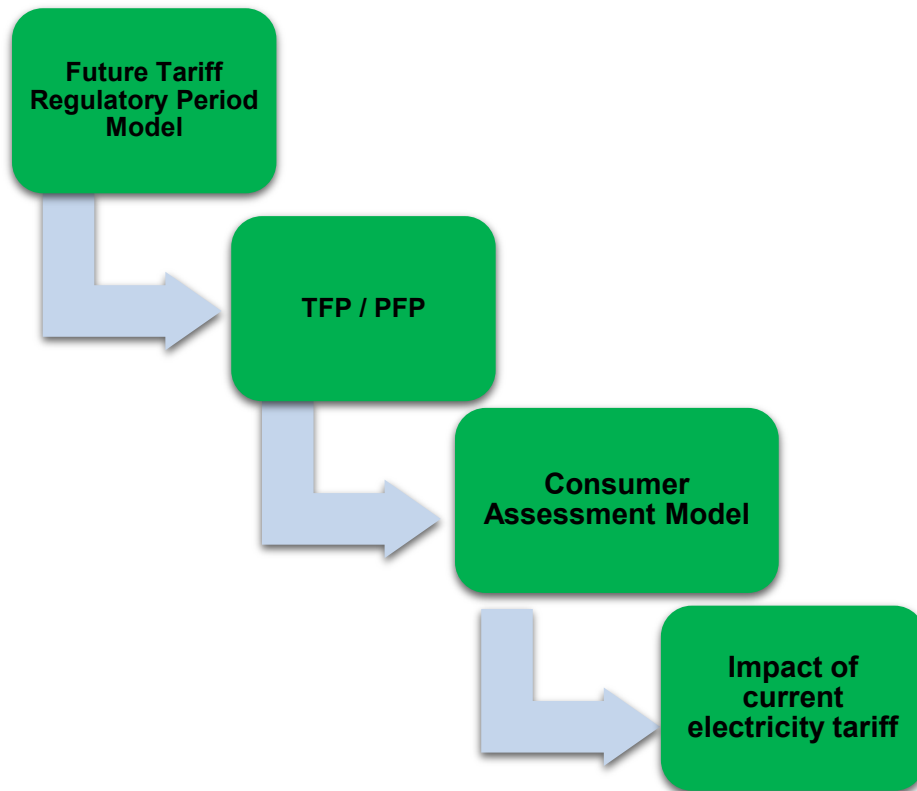 Future Tariff
Regulatory Period
Model
TFP / PFP
Consumer
Assessment Model
Impact of
current
electricity tariff